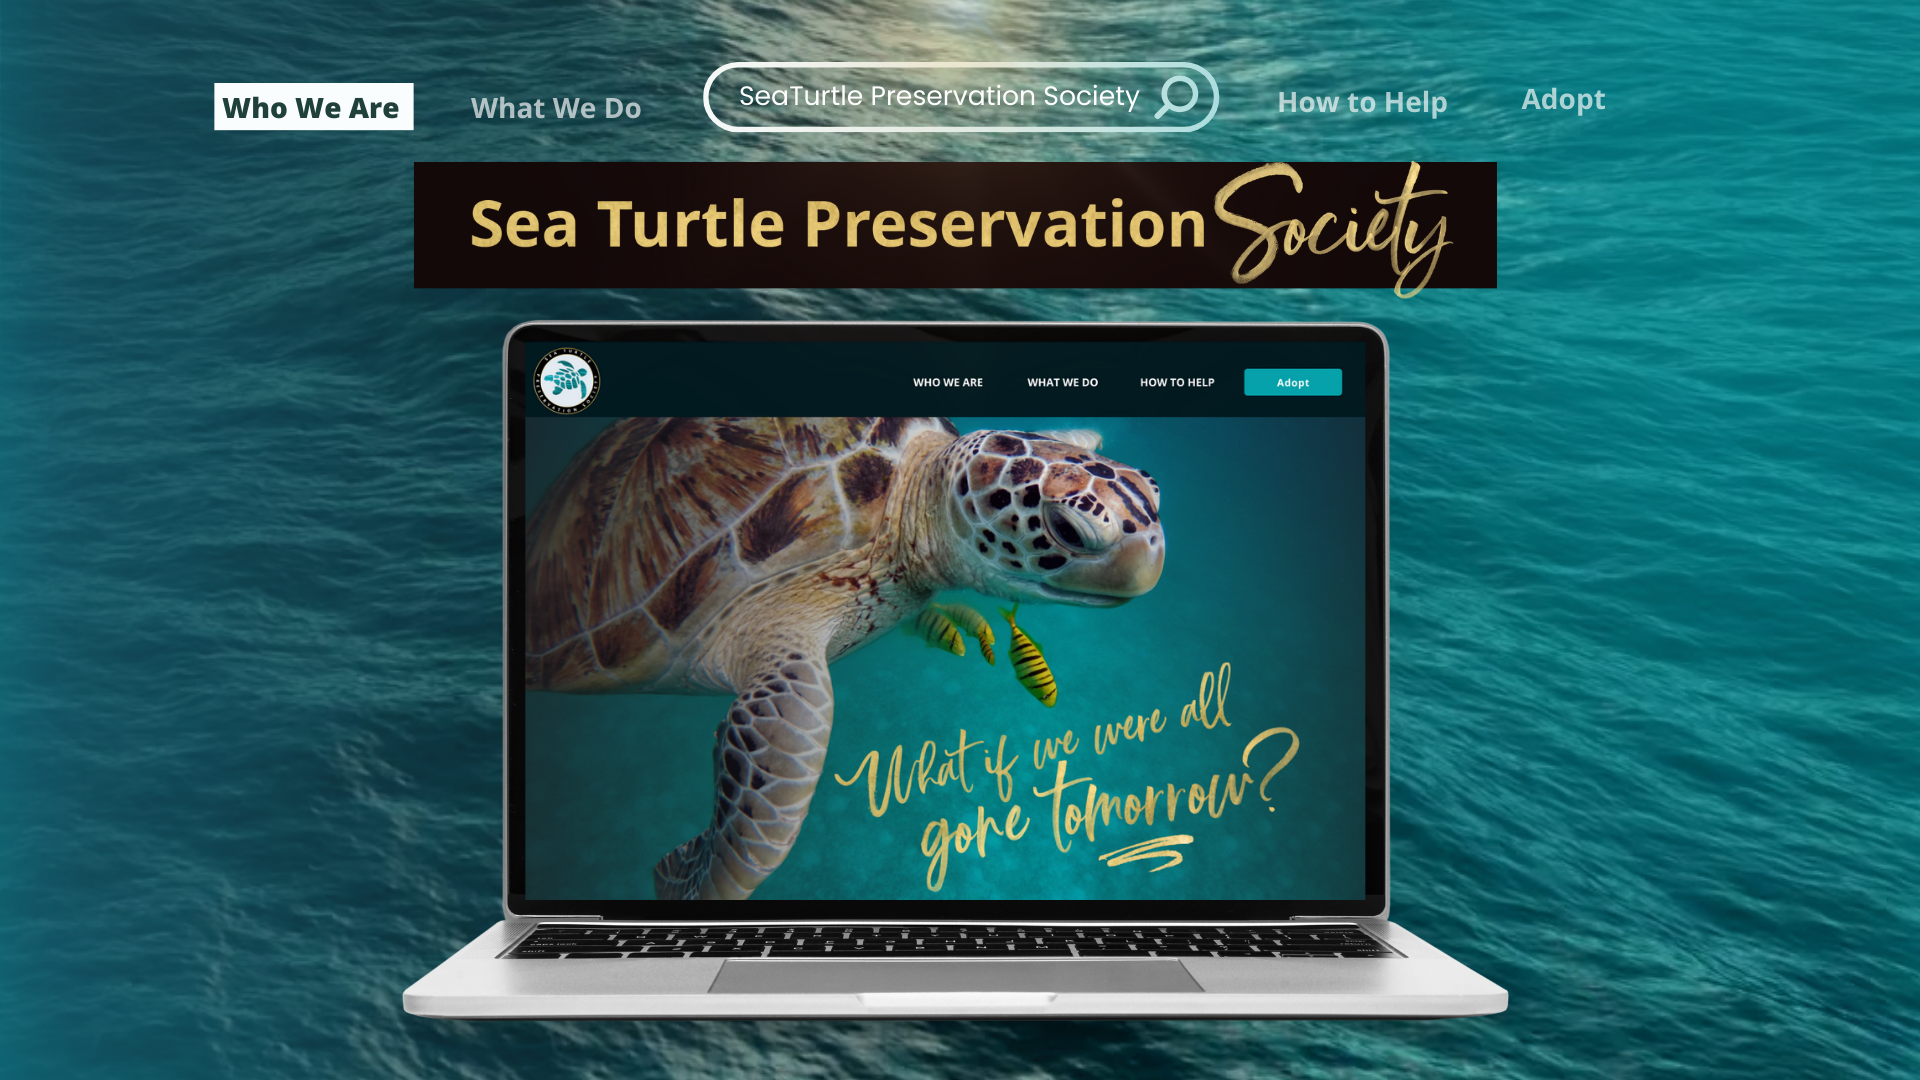 Who We Are
What We Do
SeaTurtle Preservation Society
How to Help
Adopt
Sea Turtle Preservation Society
SEA TURTLE PRESERVATION SOCIETY
WHO WE ARE
WHAT WE DO
HOW TO HELP
Adopt
What if we were all
gone tomorrow?